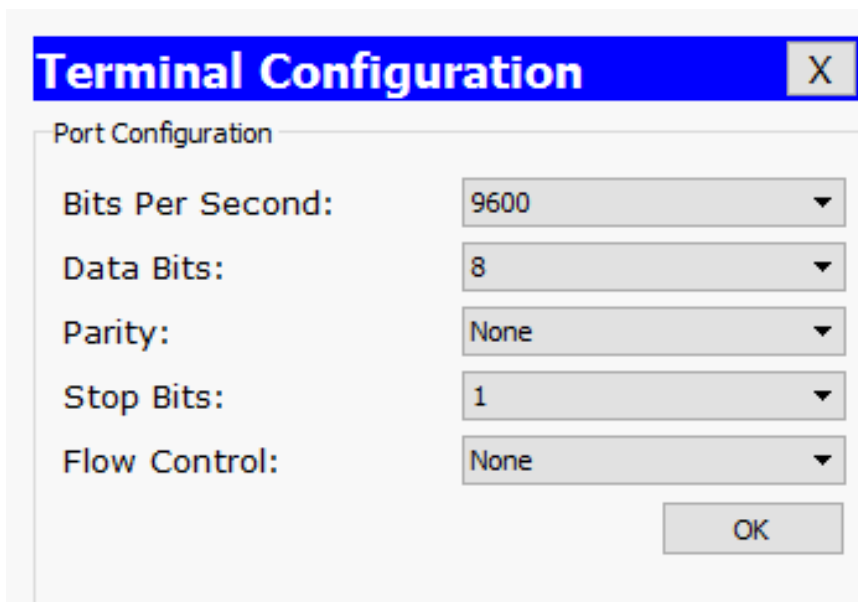 Terminal Configuration X
Port Configuration
Bits Per Second: 9600
Data Bits: 8
Parity: None
Stop Bits: 1
Flow Control: None
OK